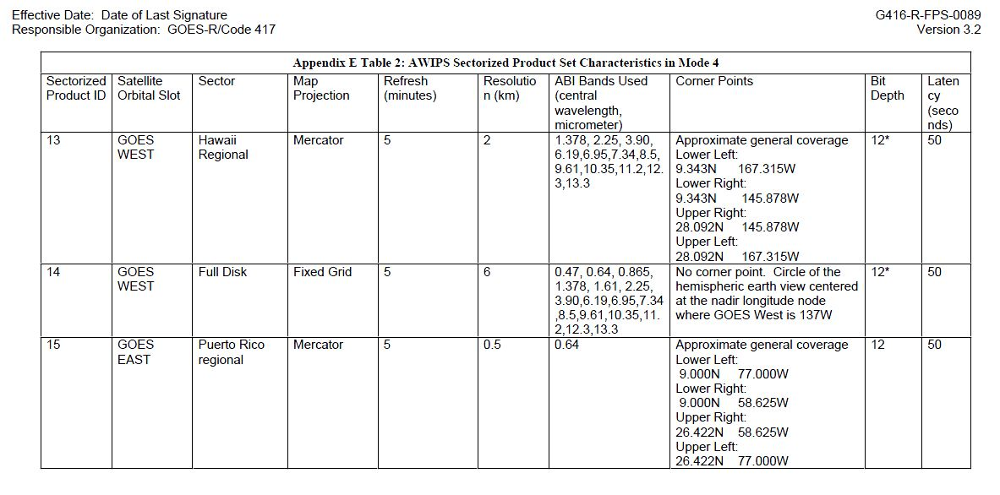 Effective Date: Date of Last Signature
G416-R-FPS-0089
Responsible Organization: GOES-R/Code 417
Version 3.2
Appendix E Table 2: AWIPS Sectorized Product Set Characteristics in Mode 4
Sectorized
Product ID
Satellite
Orbital Slot
Sector
Map
Projection
Refresh
(minutes)
Resolutio
n (km)
ABI Bands Used
(central
wavelength,
micrometer)
Corner Points
Bit
Depth
Laten
cy
(seco
nds)
13
GOES
WEST
Hawaii
Regional
Mercator
5
2
1.378, 2.25, 3.90,
6.19,6.95,7.34,8.5,
9.61,10.35,11.2,12.
3,13.3
Approximate general coverage
Lower Left:
9.343N 167.315W
Lower Right:
9.343N 145.878W
Upper Right:
28.092N 145.878W
Upper Left:
28.092N 167.315W
12*
50
14
GOES
WEST
Full Disk
Fixed Grid
5
6
0.47, 0.64, 0.865,
1.378, 1.61, 2.25,
3.90,6.19,6.95,7.34
,8.5,9.61,10.35,11.
2,12.3,13.3
No corner point. Circle of the
hemispheric earth view centered
at the nadir longitude node
where GOES West is 137W
12*
50
15
GOES
EAST
Puerto Rico
regional
Mercator
5
0.5
0.64
Approximate general coverage
Lower Left:
9.000N 77.000W
Lower Right:
9.000N 58.625W
Upper Right:
26.422N 58.625W
Upper Left:
26.422N 77.000W
12
50